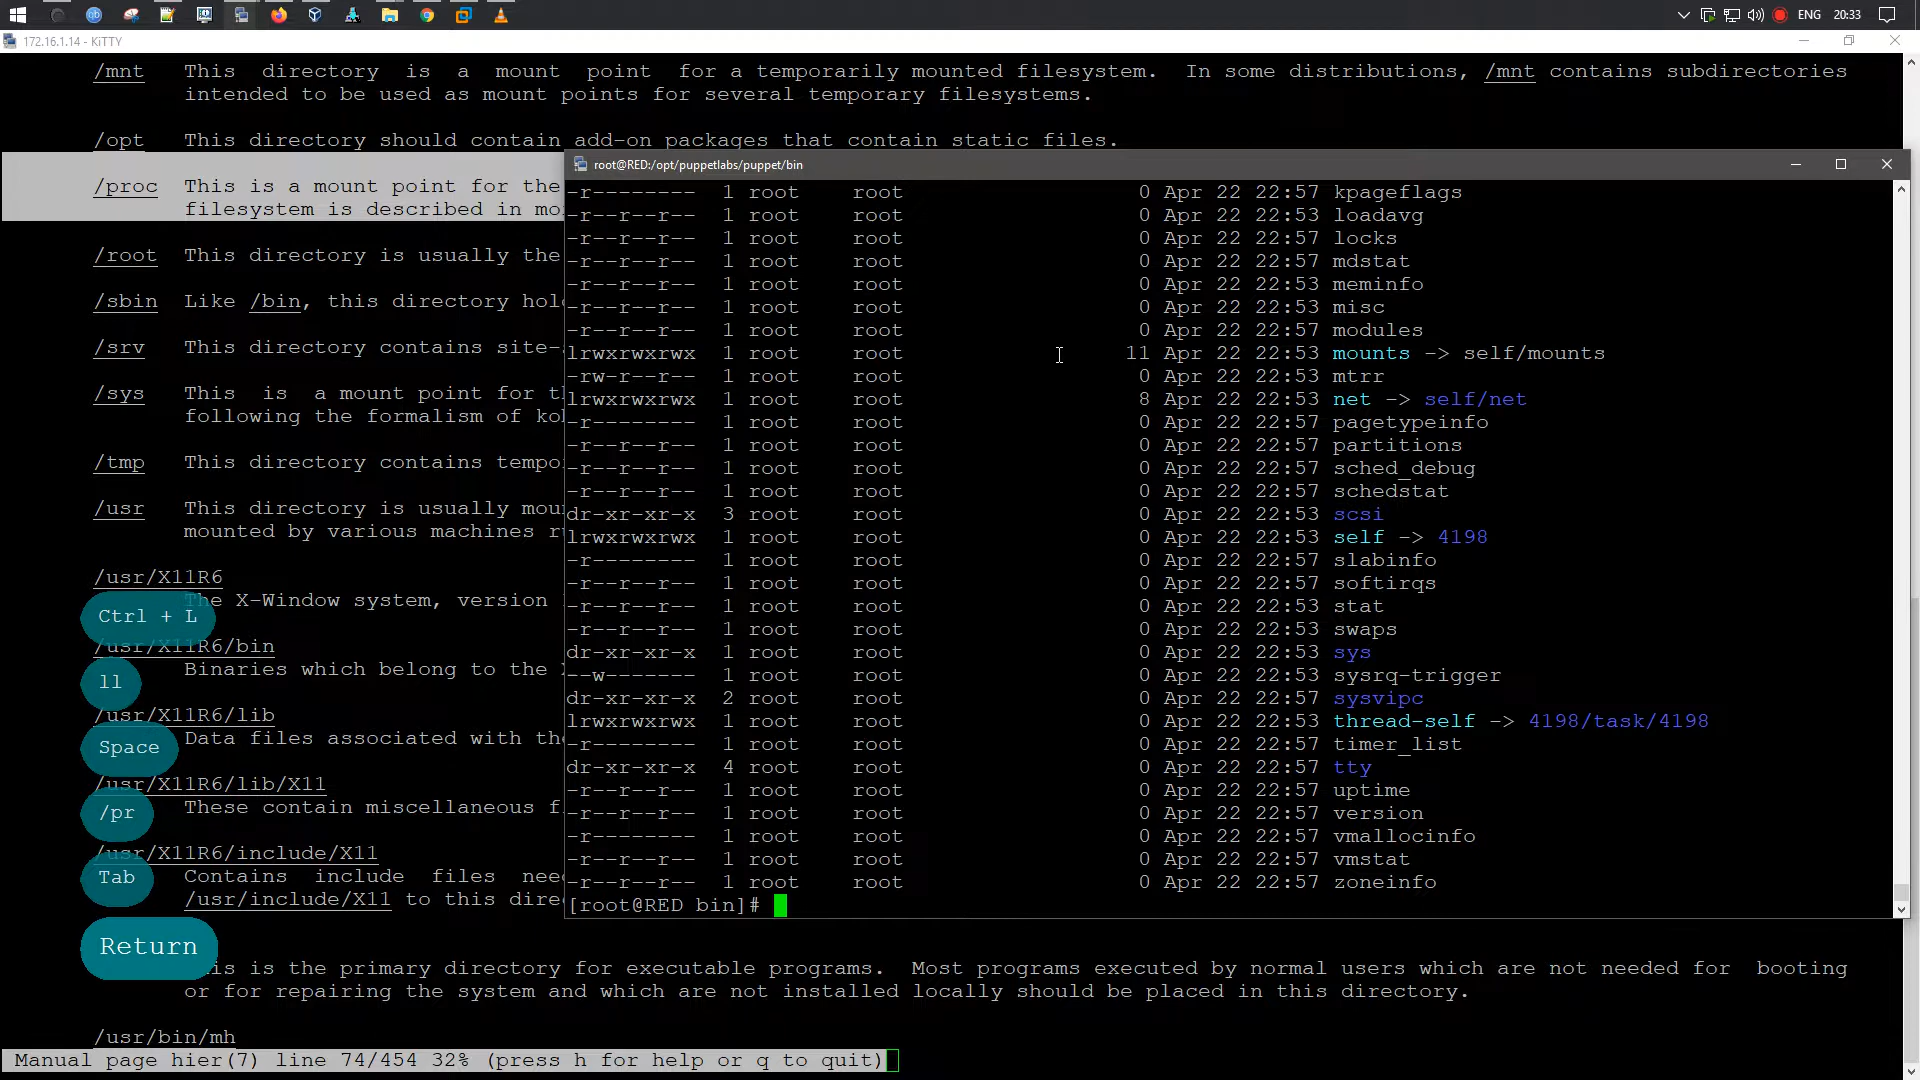 ENG 20:33
172.16.1.14 - KiTTY
/mnt This directory is a mount point for a temporarily mounted filesystem. In some distributions, /mnt contains subdirectories
intended to be used as mount points for several temporary filesystems.
/opt This directory should contain add-on packages that contain static files.
/proc This is a mount point for the
filesystem is described in mo
/root This directory is usually the
/sbin Like /bin, this directory hol
/srv This directory contains site-
/sys This is a mount point for th
following the formalism of kob
/tmp This directory contains tempo
/usr This directory is usually moun
mounted by various machines ru
/usr/X11R6
The X-Window system, version 1
/usr/X11R6/bin
Binaries which belong to the X
/usr/X11R6/lib
Data files associated with the
/usr/X11R6/lib/X11
These contain miscellaneous f
/usr/X11R6/include/X11
Contains include files nee
/usr/include/X11 to this dire
This is the primary directory for executable programs. Most programs executed by normal users which are not needed for booting
or for repairing the system and which are not installed locally should be placed in this directory.
/usr/bin/mh
Manual page hier(7) line 74/454 32% (press h for help or q to quit)
Ctrl + L
ll
Space
/pr
Tab
Return
root@RED:/opt/puppetlabs/puppet/bin
-r-------- 1 root root 0 Apr 22 22:57 kpageflags
-r--r--r-- 1 root root 0 Apr 22 22:53 loadavg
-r--r--r-- 1 root root 0 Apr 22 22:57 locks
-r--r--r-- 1 root root 0 Apr 22 22:57 mdstat
-r--r--r-- 1 root root 0 Apr 22 22:53 meminfo
-r--r--r-- 1 root root 0 Apr 22 22:53 misc
-r--r--r-- 1 root root 0 Apr 22 22:57 modules
lrwxrwxrwx 1 root root 11 Apr 22 22:53 mounts -> self/mounts
-rw-r--r-- 1 root root 0 Apr 22 22:53 mtrr
lrwxrwxrwx 1 root root 8 Apr 22 22:53 net -> self/net
-r-------- 1 root root 0 Apr 22 22:57 pagetypeinfo
-r--r--r-- 1 root root 0 Apr 22 22:57 partitions
-r--r--r-- 1 root root 0 Apr 22 22:57 sched_debug
-r--r--r-- 1 root root 0 Apr 22 22:57 schedstat
dr-xr-xr-x 3 root root 0 Apr 22 22:53 scsi
lrwxrwxrwx 1 root root 0 Apr 22 22:53 self -> 4198
-r-------- 1 root root 0 Apr 22 22:57 slabinfo
-r--r--r-- 1 root root 0 Apr 22 22:57 softirqs
-r--r--r-- 1 root root 0 Apr 22 22:53 stat
-r--r--r-- 1 root root 0 Apr 22 22:53 swaps
dr-xr-xr-x 1 root root 0 Apr 22 22:53 sys
--w------- 1 root root 0 Apr 22 22:53 sysrq-trigger
dr-xr-xr-x 2 root root 0 Apr 22 22:57 sysvipc
lrwxrwxrwx 1 root root 0 Apr 22 22:53 thread-self -> 4198/task/4198
-r-------- 1 root root 0 Apr 22 22:57 timer_list
dr-xr-xr-x 4 root root 0 Apr 22 22:57 tty
-r--r--r-- 1 root root 0 Apr 22 22:57 uptime
-r--r--r-- 1 root root 0 Apr 22 22:57 version
-r-------- 1 root root 0 Apr 22 22:57 vmallocinfo
-r--r--r-- 1 root root 0 Apr 22 22:57 vmstat
-r--r--r-- 1 root root 0 Apr 22 22:57 zoneinfo
[root@RED bin]#